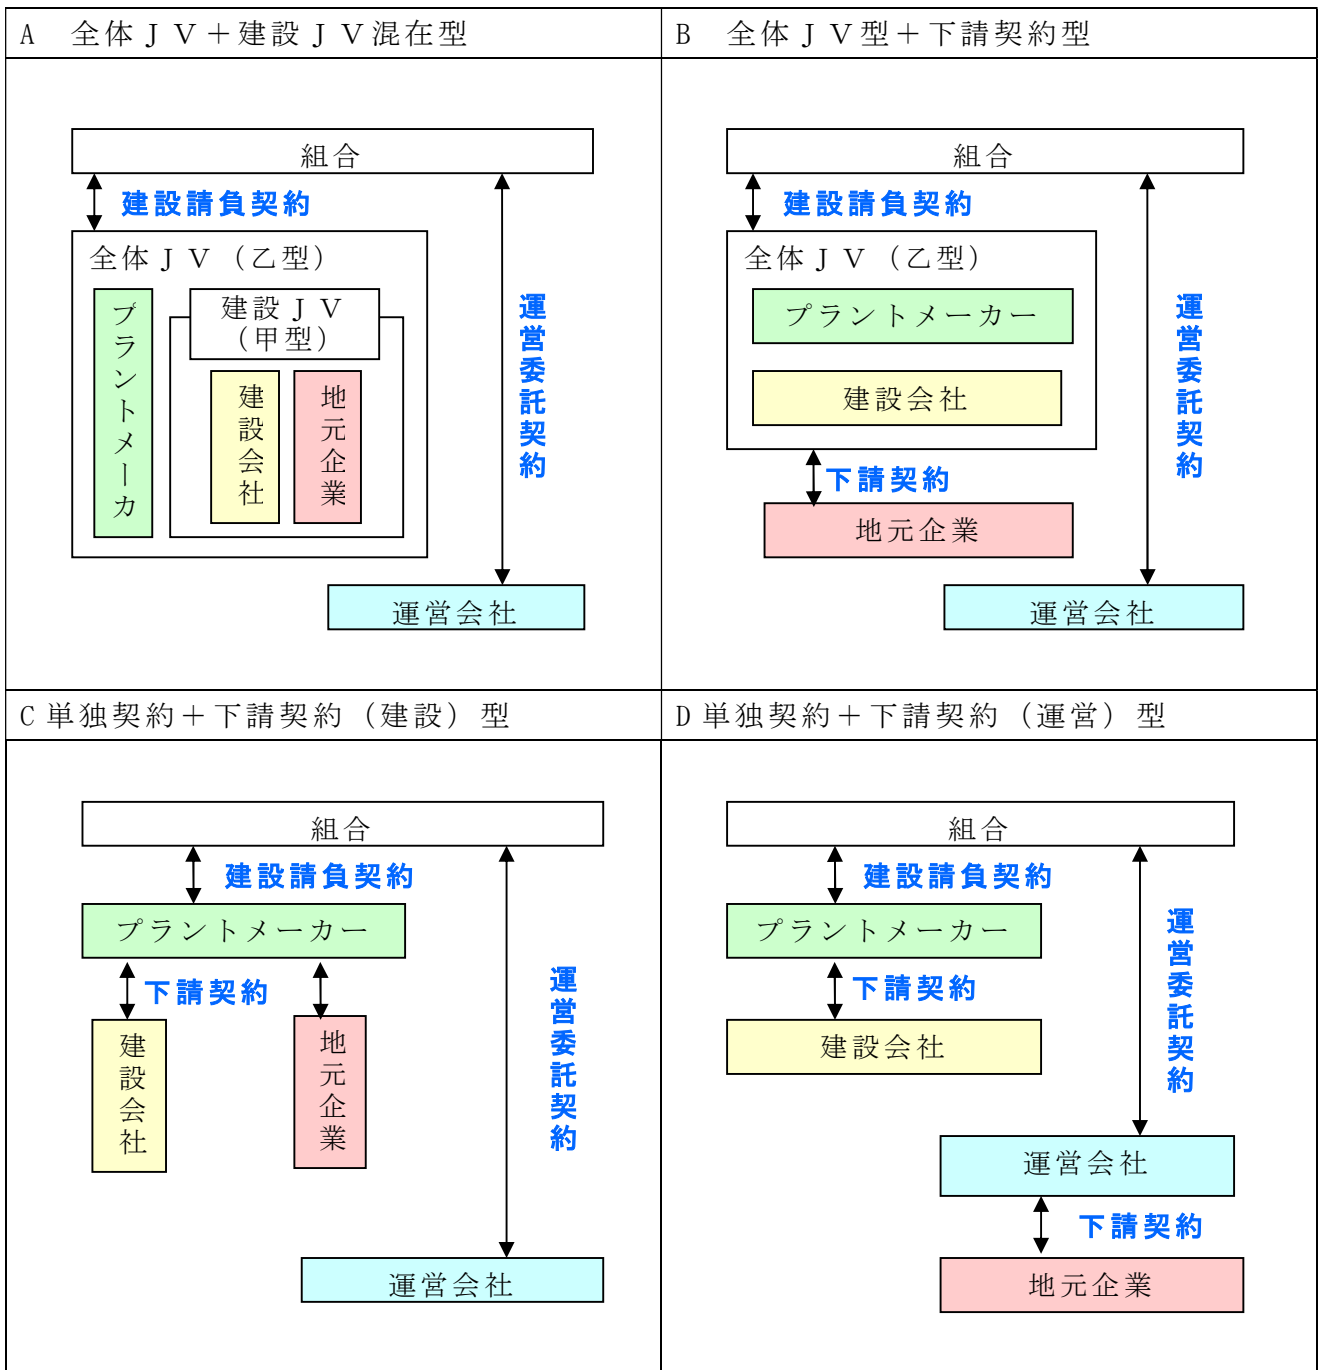 A　全体ＪＶ＋建設ＪＶ混在型
組合
建設請負契約
全体ＪＶ（乙型）
プラントメーカ
建設ＪＶ
（甲型）
建設会社
地元企業
運営委託契約
運営会社
B　全体ＪＶ型＋下請契約型
組合
建設請負契約
全体ＪＶ（乙型）
プラントメーカー
建設会社
下請契約
地元企業
運営委託契約
運営会社
C 単独契約＋下請契約（建設）型
組合
建設請負契約
プラントメーカー
下請契約
建設会社
地元企業
運営委託契約
運営会社
D 単独契約＋下請契約（運営）型
組合
建設請負契約
プラントメーカー
下請契約
建設会社
運営委託契約
運営会社
下請契約
地元企業